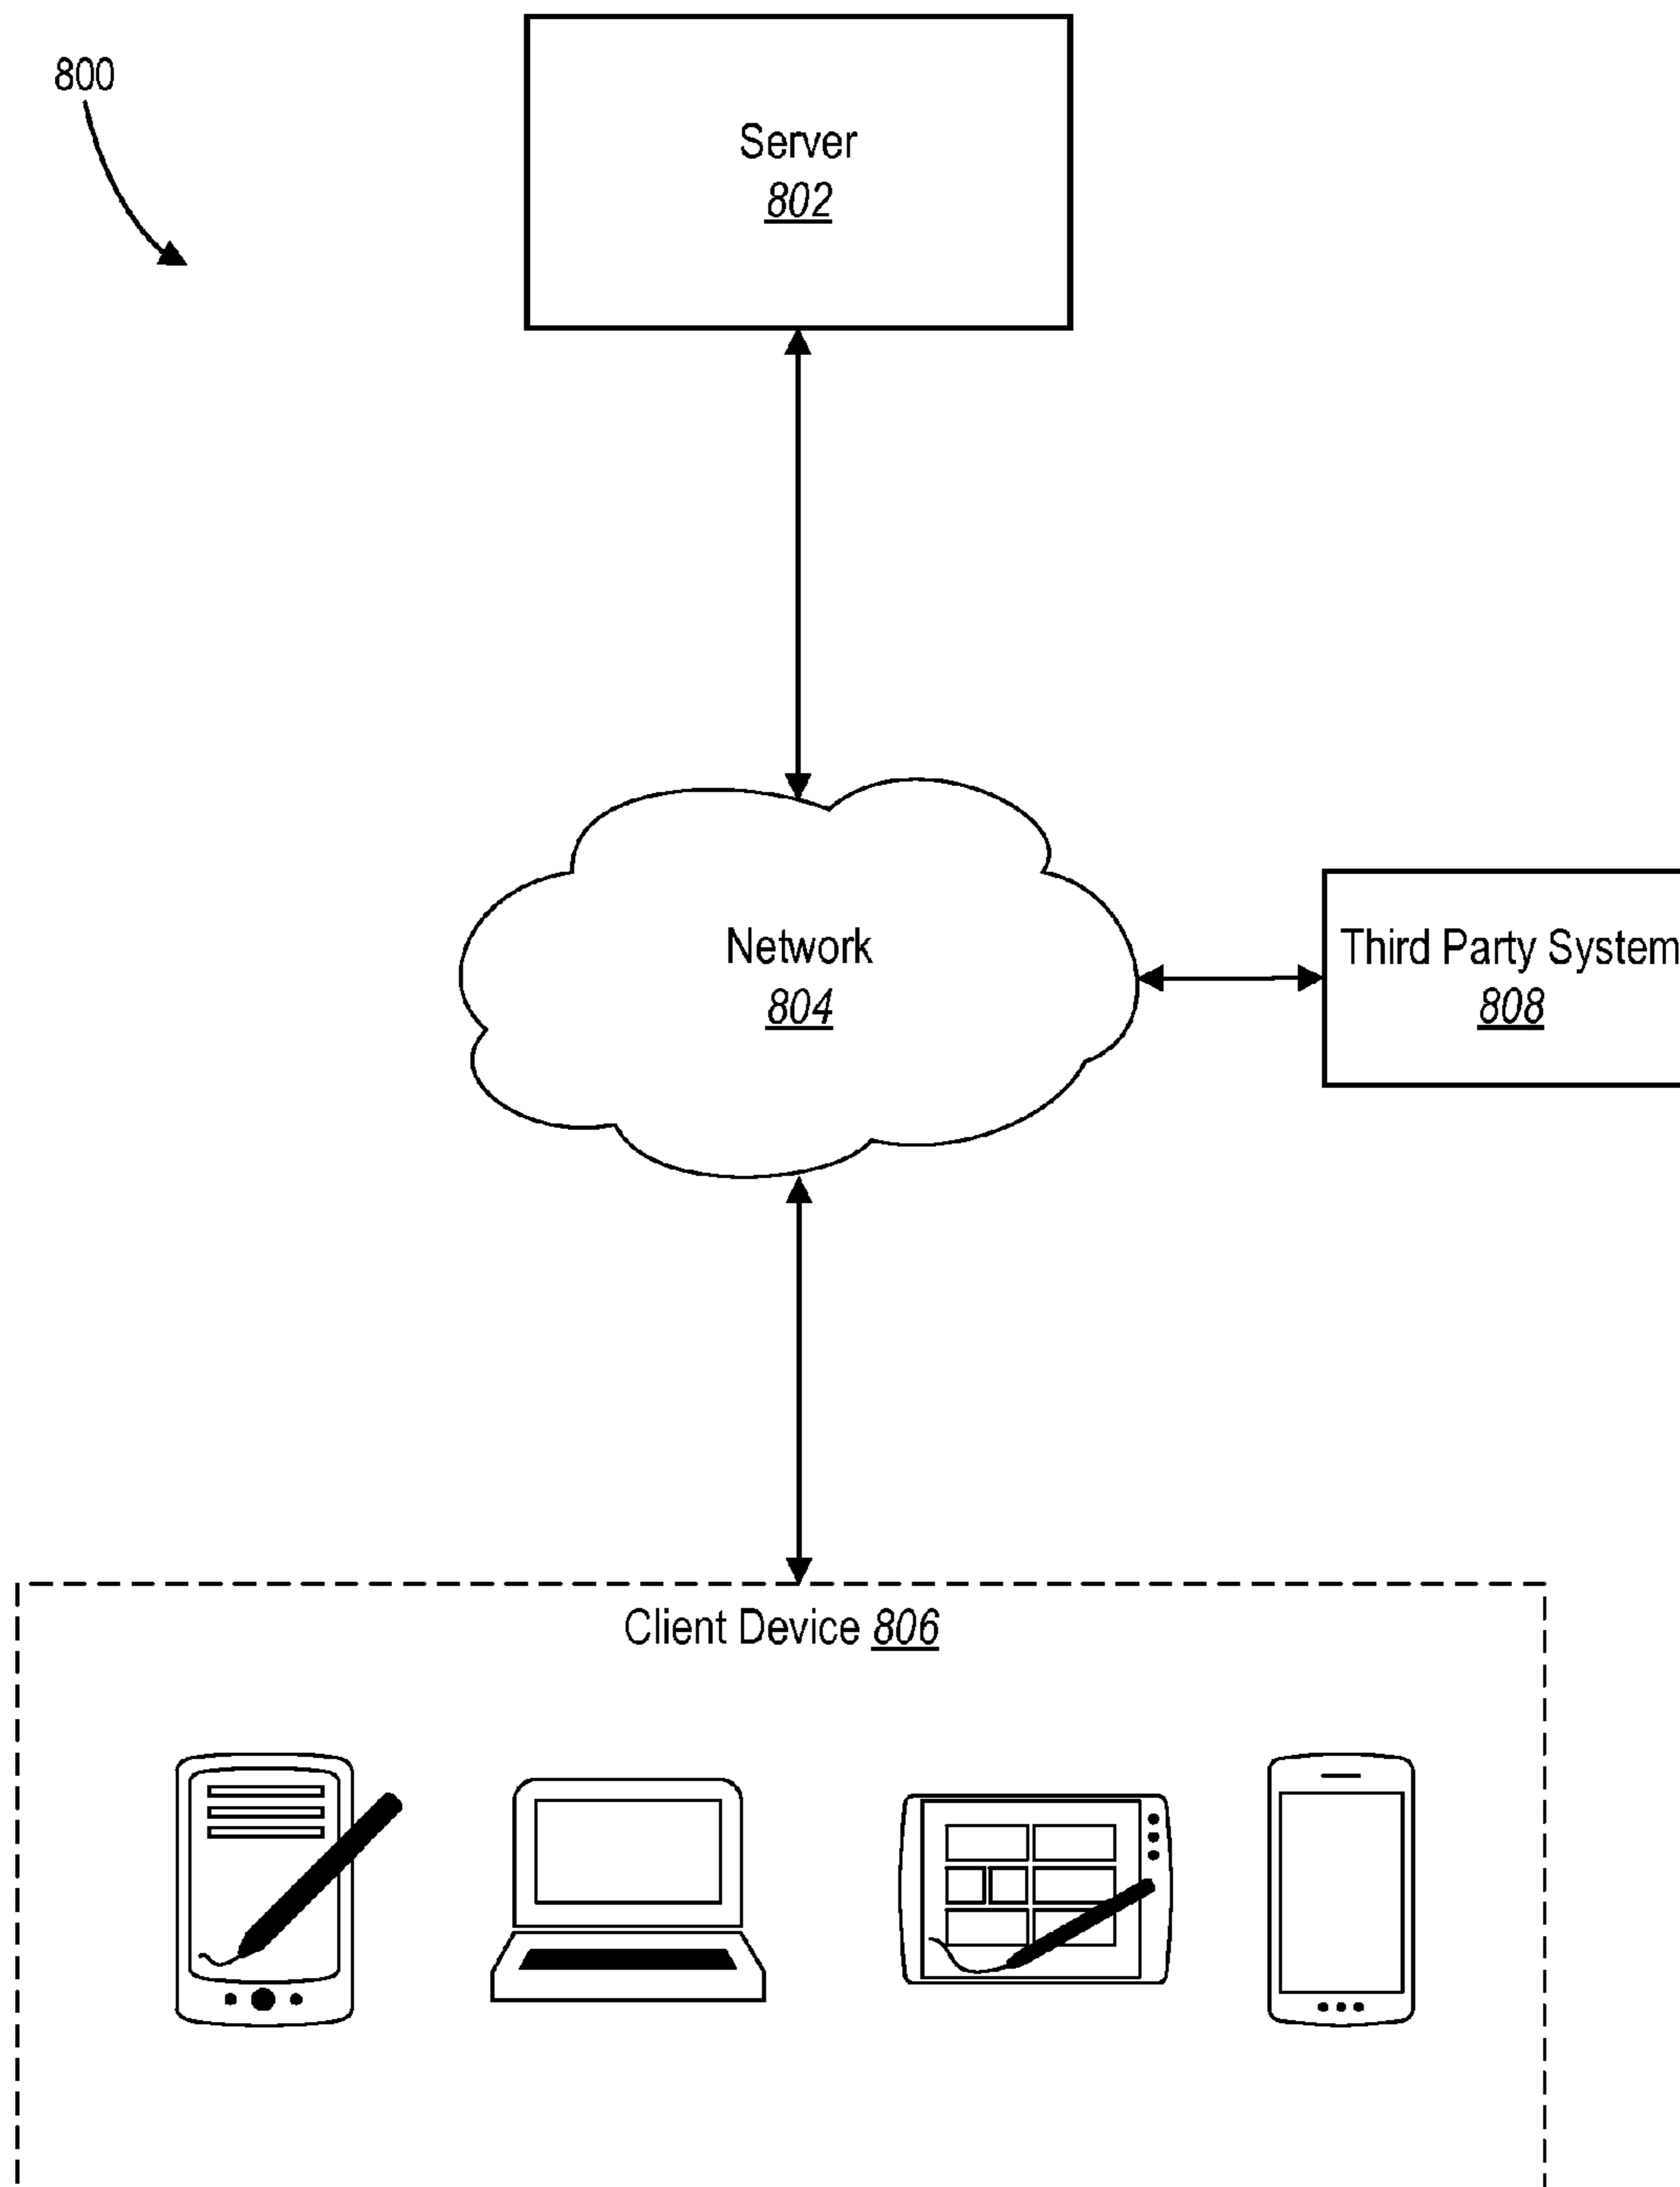 800
Server
802
Network
804
Third Party System
808
Client Device 806